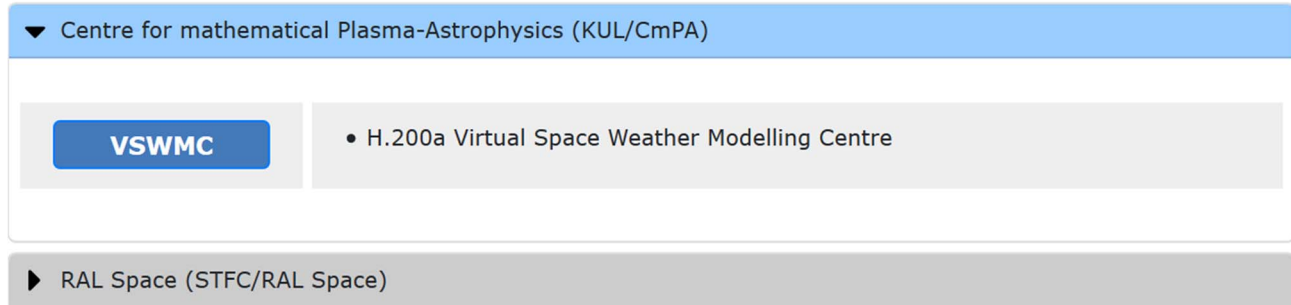 Centre for mathematical Plasma-Astrophysics (KUL/CmPA)
VSWMC
• H.200a Virtual Space Weather Modelling Centre
RAL Space (STFC/RAL Space)